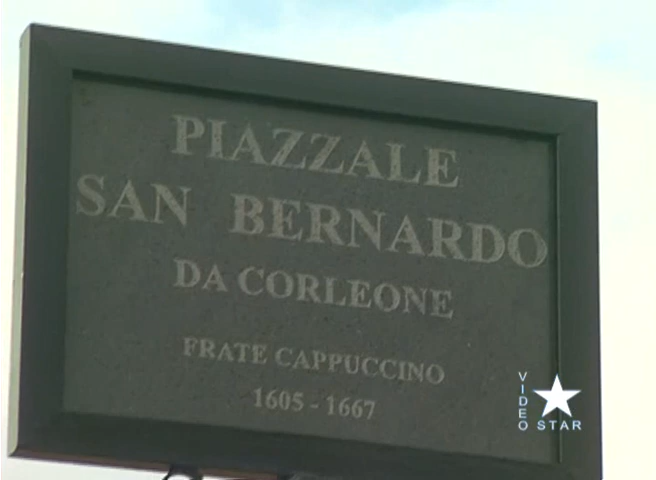 PIAZZALE
SAN BERNARDO
DA CORLEONE
FRATE CAPPUCCINO
1605 - 1667
VIDEO STAR